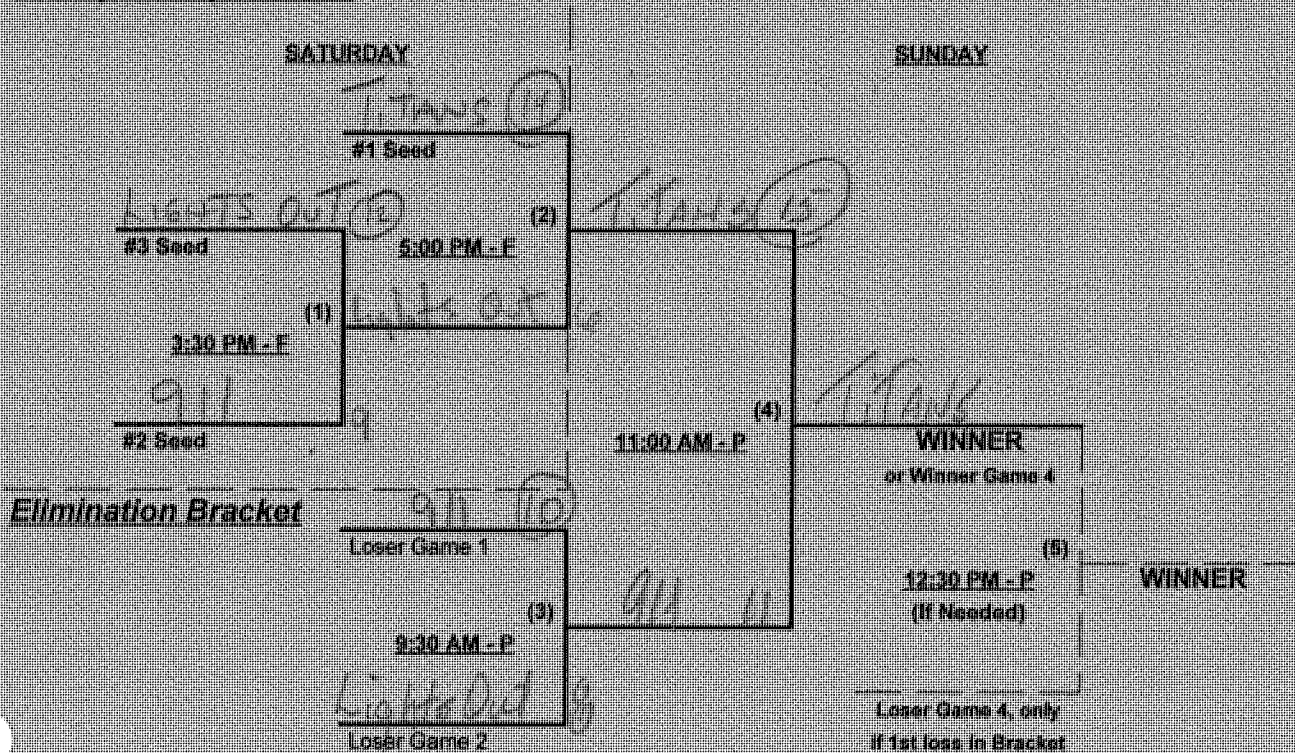 SATURDAY
SUNDAY
TITANS 14
#1 Seed
LIGHTS OUT 12
#3 Seed
(2)
TITANS 15
5:00 PM - F
(1)
Lights Out 6
3:30 PM - F
911 9
#2 Seed
(4)
TITANS
11:00 AM - P
WINNER
or Winner Game 4
Elimination Bracket
911 10
Loser Game 1
(5)
12:30 PM - P
WINNER
(If Needed)
(3)
911 11
9:30 AM - P
Lights Out
Loser Game 2
Loser Game 4, only
if 1st loss in Bracket